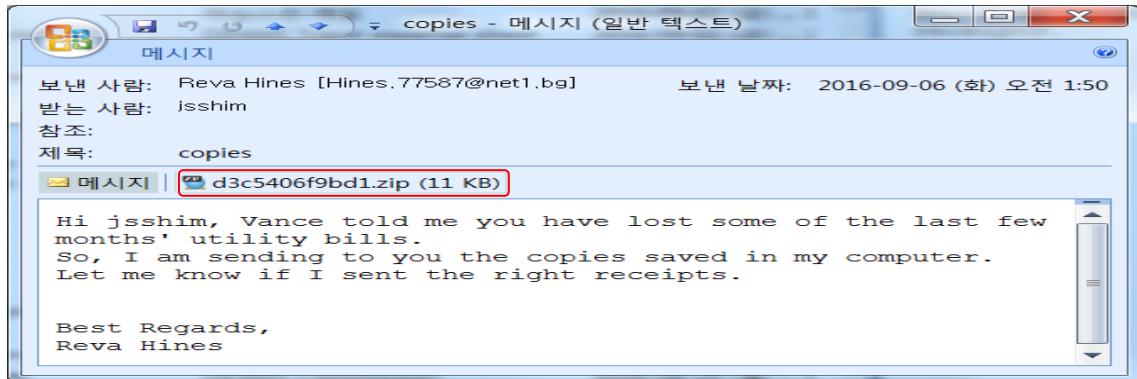 copies - 메시지 (일반 텍스트)
메시지
보낸 사람: Reva Hines [Hines.77587@net1.bg] 보낸 날짜: 2016-09-06 (화) 오전 1:50
받는 사람: jsshim
참조:
제목: copies
메시지 d3c5406f9bd1.zip (11 KB)
Hi jsshim, Vance told me you have lost some of the last few
months' utility bills.
So, I am sending to you the copies saved in my computer.
Let me know if I sent the right receipts.
Best Regards,
Reva Hines